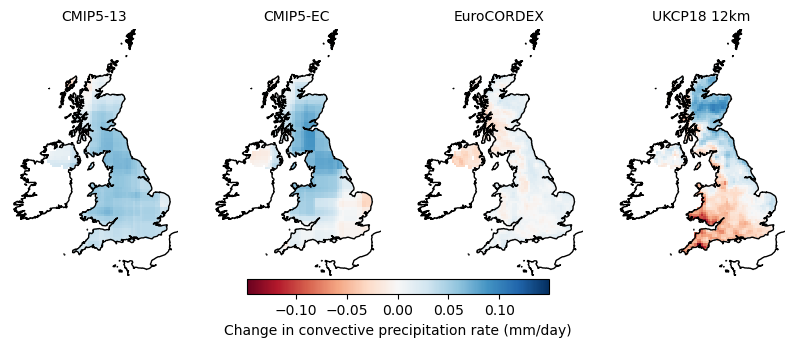 CMIP5-13 CMIP5-EC EuroCORDEX UKCP18 12km
−0.10 −0.05 0.00 0.05 0.10
Change in convective precipitation rate (mm/day)